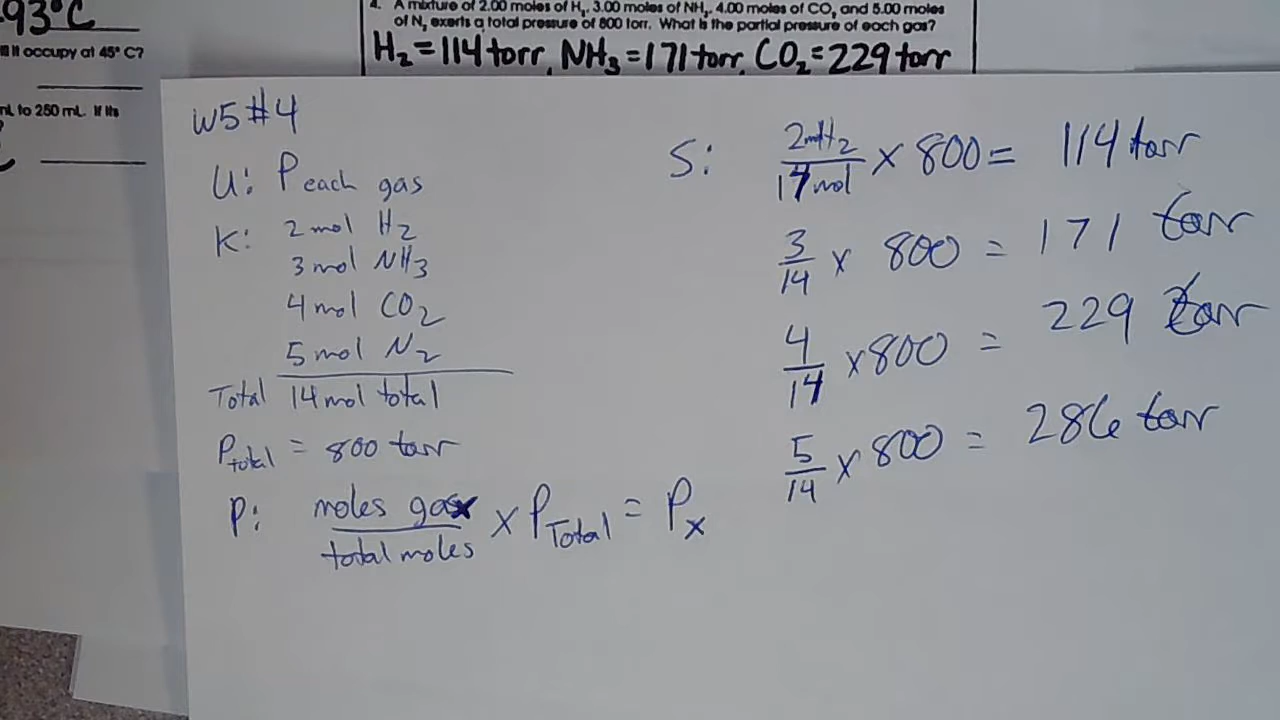 93°C
ill it occupy at 45° C?
mL to 250 mL. If its
4. A mixture of 2.00 moles of H₂, 3.00 moles of NH₃, 4.00 moles of CO₂ and 5.00 moles
of N₂ exerts a total pressure of 800 torr. What is the partial pressure of each gas?
H₂=114 torr, NH₃=171 torr, CO₂=229 torr
W5#4
U: P each gas
K: 2 mol H₂
3 mol NH₃
4 mol CO₂
5 mol N₂
Total 14 mol total
Ptotal = 800 torr
P: moles gas x / total moles x PTotal = Px
S: 2 mol H₂ / 14 mol x 800 = 114 torr
3/14 x 800 = 171 torr
4/14 x 800 = 229 torr
5/14 x 800 = 286 torr